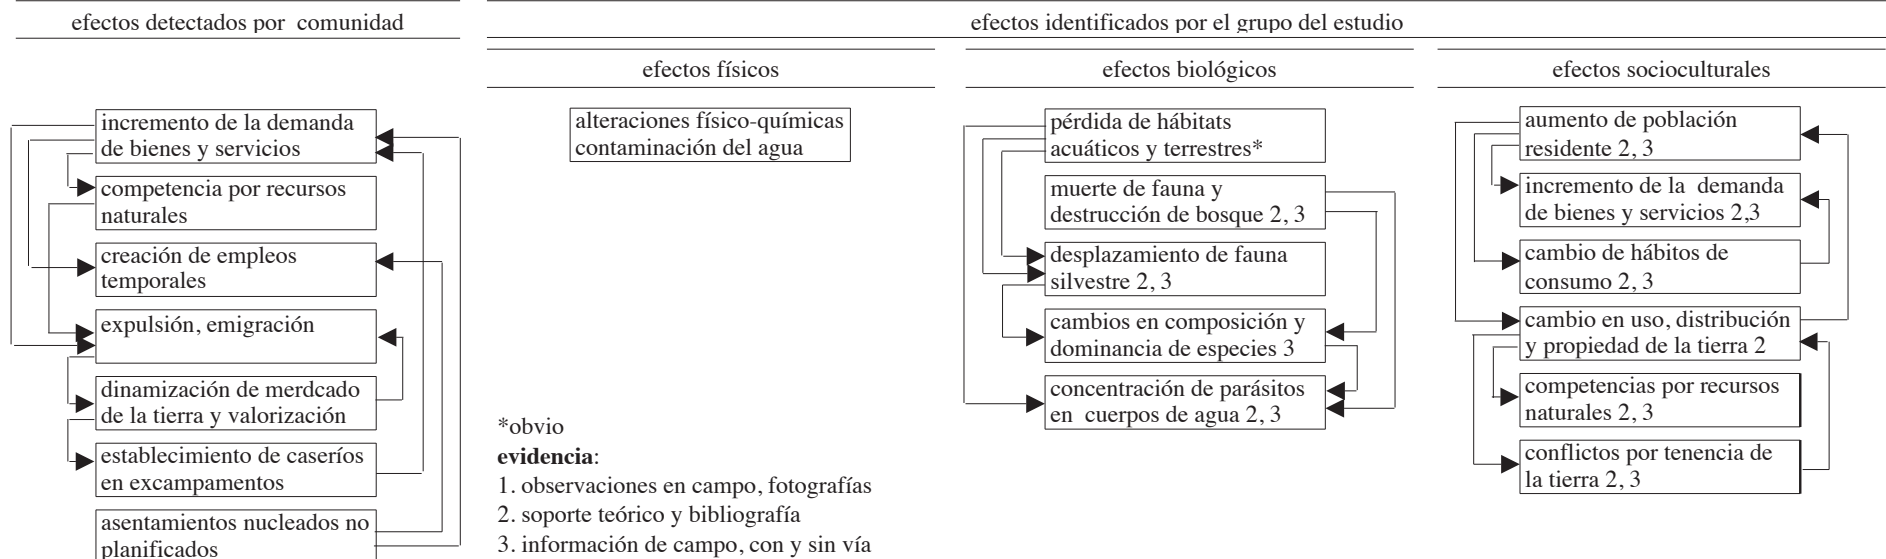 efectos detectados por comunidad
efectos identificados por el grupo del estudio
efectos físicos
efectos biológicos
efectos socioculturales
incremento de la demanda
de bienes y servicios
competencia por recursos
naturales
creación de empleos
temporales
expulsión, emigración
dinamización de merdcado
de la tierra y valorización
establecimiento de caseríos
en excampamentos
asentamientos nucleados no
planificados
alteraciones físico-químicas
contaminación del agua
*obvio
evidencia:
1. observaciones en campo, fotografías
2. soporte teórico y bibliografía
3. información de campo, con y sin vía
pérdida de hábitats
acuáticos y terrestres*
muerte de fauna y
destrucción de bosque 2, 3
desplazamiento de fauna
silvestre 2, 3
cambios en composición y
dominancia de especies 3
concentración de parásitos
en cuerpos de agua 2, 3
aumento de población
residente 2, 3
incremento de la demanda
de bienes y servicios 2,3
cambio de hábitos de
consumo 2, 3
cambio en uso, distribución
y propiedad de la tierra 2
competencias por recursos
naturales 2, 3
conflictos por tenencia de
la tierra 2, 3